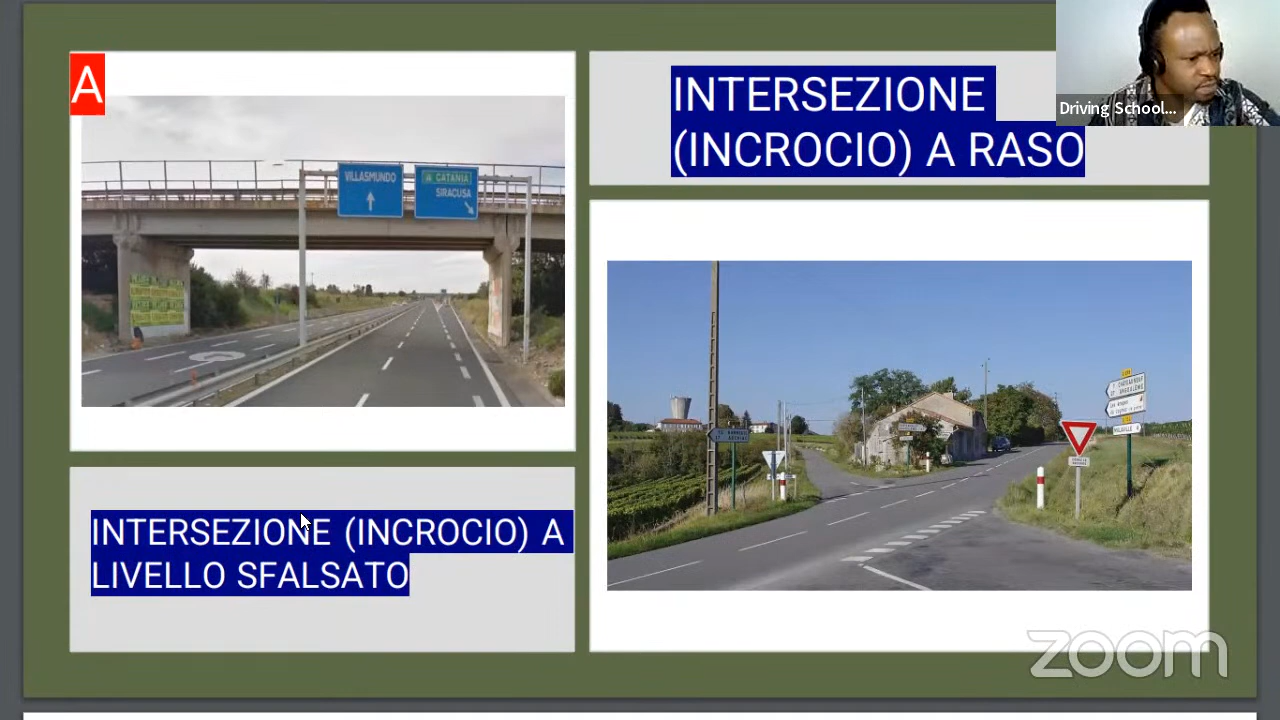 A
VILLASMUNDO
CATANIA
SIRACUSA
INTERSEZIONE (INCROCIO) A
LIVELLO SFALSATO
INTERSEZIONE
(INCROCIO) A RASO
Driving School...
zoom